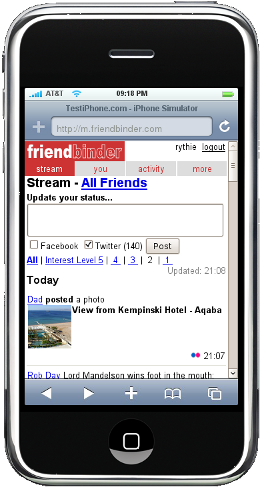 AT&T 09:18 PM
TestiPhone.com - iPhone Simulator
http://m.friendbinder.com
friendbinder
rythie logout
stream you activity more
Stream - All Friends
Update your status...
Facebook Twitter (140) Post
All | Interest Level 5 | 4 | 3 | 2 | 1
Updated: 21:08
Today
Dad posted a photo
View from Kempinski Hotel - Aqaba
21:07
Rob Day Lord Mandelson wins foot in the mouth